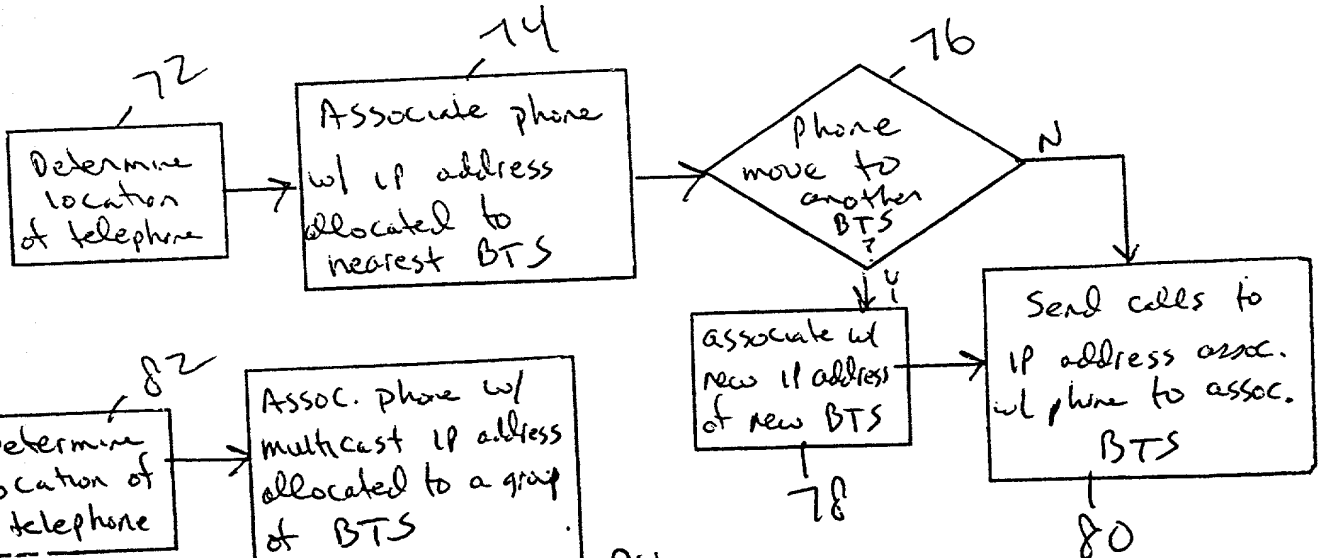 72
Determine
location
of telephone
74
Associate phone
w/ IP address
allocated to
nearest BTS
76
phone
move to
another
BTS
?
N
Y
associate w/
new IP address
of new BTS
78
Send calls to
IP address assoc.
w/ phone to assoc.
BTS
80
82
etermine
ocation of
telephone
Assoc. phone w/
multicast IP address
allocated to a group
of BTS